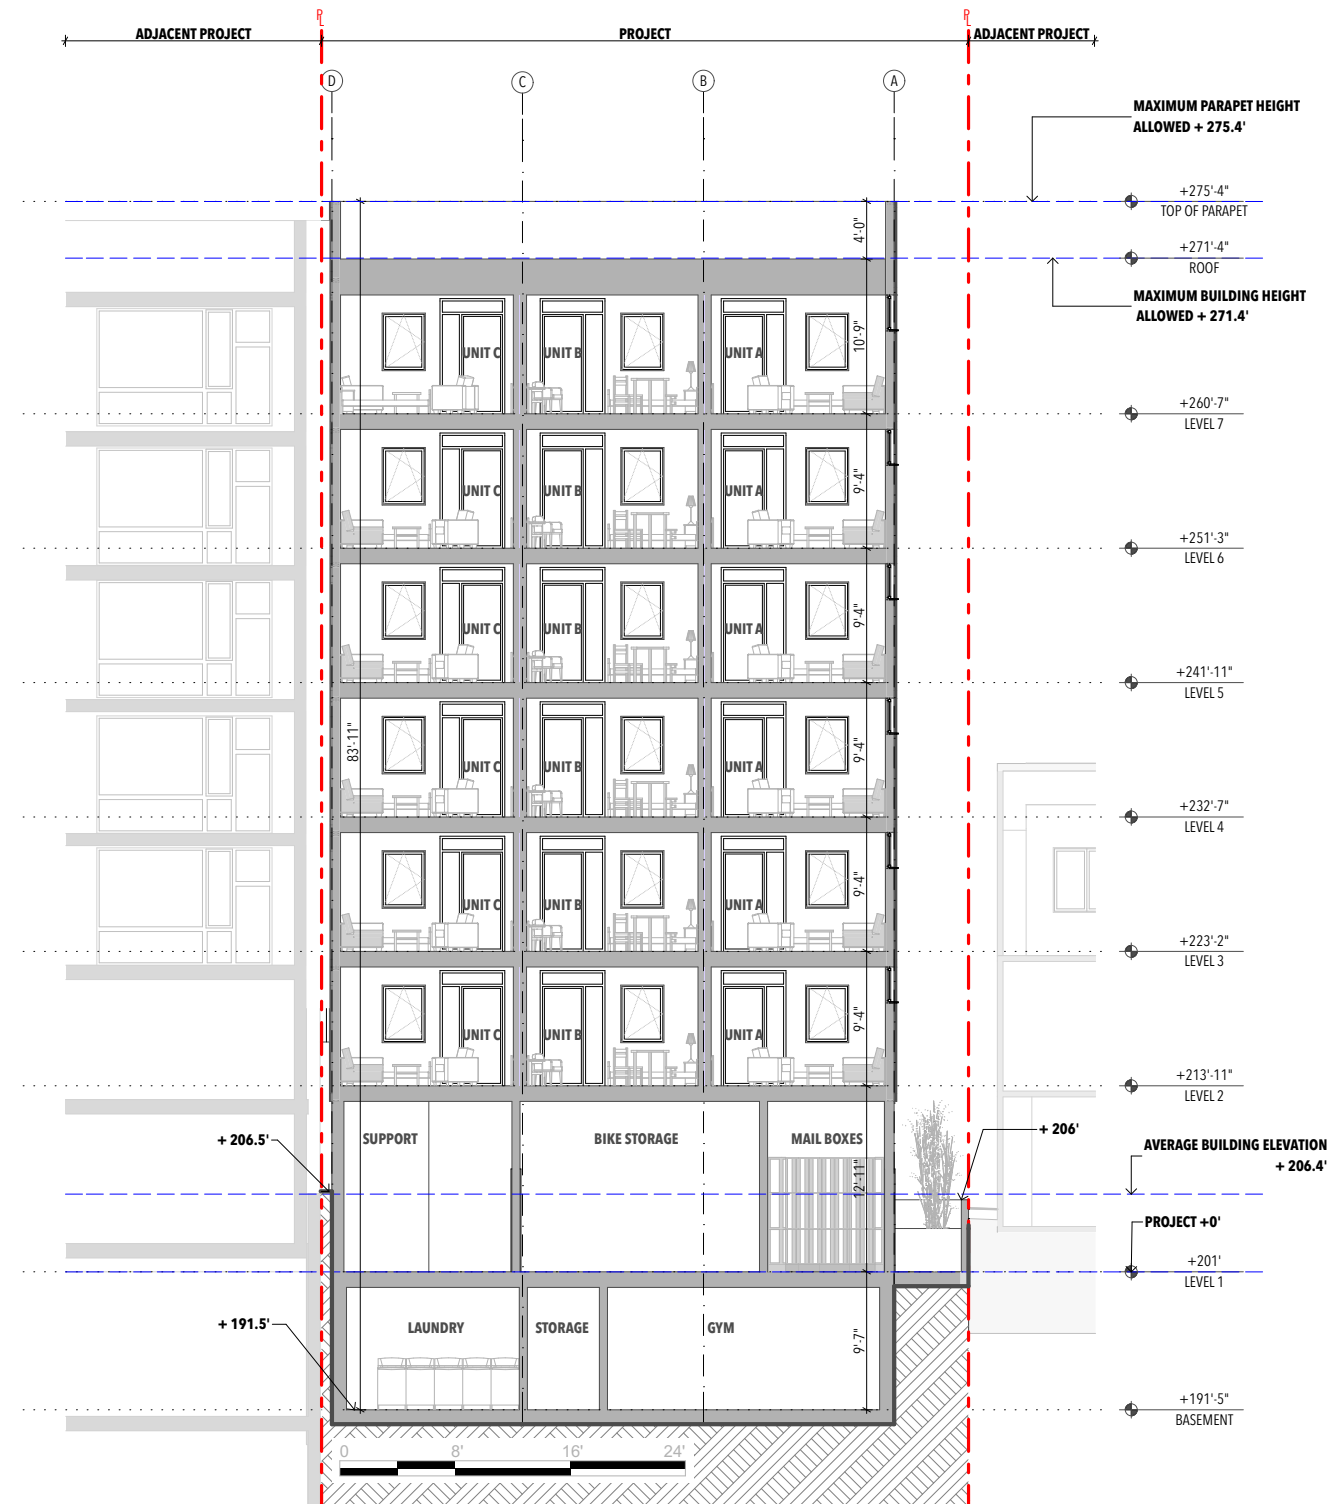 PL
PL
ADJACENT PROJECT
PROJECT
ADJACENT PROJECT
D
C
B
A
MAXIMUM PARAPET HEIGHT
ALLOWED + 275.4'
+275'-4"
TOP OF PARAPET
4'-0"
+271'-4"
ROOF
MAXIMUM BUILDING HEIGHT
ALLOWED + 271.4'
UNIT C
UNIT B
UNIT A
10'-9"
+260'-7"
LEVEL 7
UNIT C
UNIT B
UNIT A
9'-4"
+251'-3"
LEVEL 6
UNIT C
UNIT B
UNIT A
9'-4"
+241'-11"
LEVEL 5
83'-11"
UNIT C
UNIT B
UNIT A
9'-4"
+232'-7"
LEVEL 4
UNIT C
UNIT B
UNIT A
9'-4"
+223'-2"
LEVEL 3
UNIT C
UNIT B
UNIT A
9'-4"
+213'-11"
LEVEL 2
+ 206.5'
SUPPORT
BIKE STORAGE
MAIL BOXES
12'-11"
+ 206'
AVERAGE BUILDING ELEVATION
+ 206.4'
PROJECT +0'
+201'
LEVEL 1
+ 191.5'
LAUNDRY
STORAGE
GYM
9'-7"
+191'-5"
BASEMENT
0 8' 16' 24'